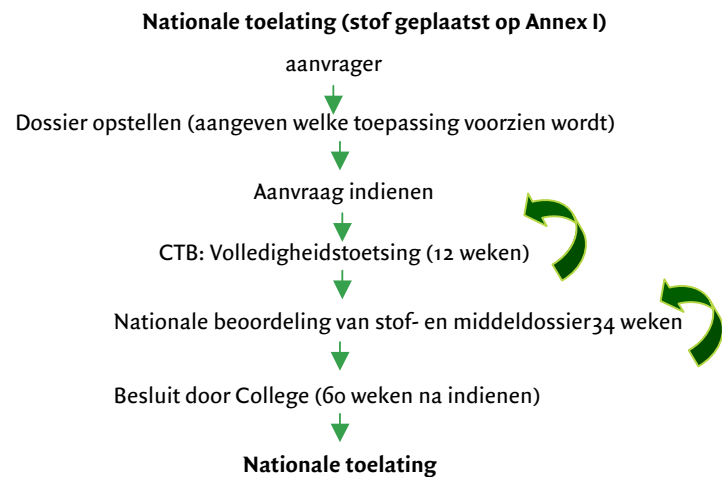 Nationale toelating (stof geplaatst op Annex I)
aanvrager
Dossier opstellen (aangeven welke toepassing voorzien wordt)
Aanvraag indienen
CTB: Volledigheidstoetsing (12 weken)
Nationale beoordeling van stof- en middeldossier34 weken
Besluit door College (60 weken na indienen)
Nationale toelating